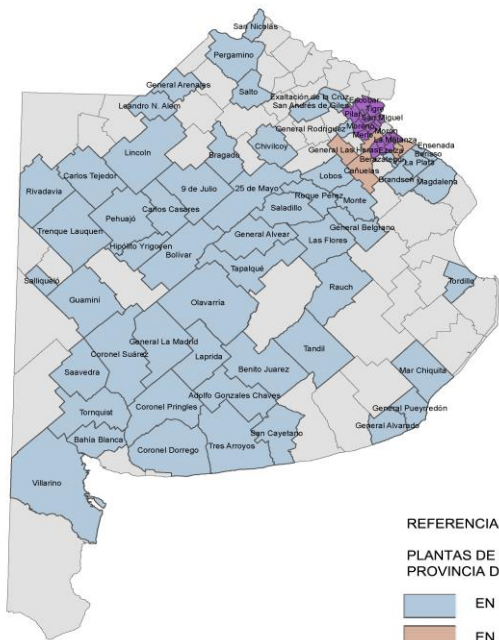 San Nicolás
Pergamino
General Arenales
Salto
Leandro N. Alem
Exaltación de la Cruz
San Andrés de Giles
Escobar
Tigre
Pilar
San Miguel
General Rodríguez
Moreno
Morón
Merlo
La Matanza
Ensenada
Lincoln
Bragado
Chivilcoy
General Las Heras
Ezeiza
Berisso
Berazategui
La Plata
Carlos Tejedor
Rivadavia
9 de Julio
25 de Mayo
Lobos
Cañuelas
Brandsen
Magdalena
Roque Pérez
Monte
Pehuajó
Carlos Casares
Saladillo
General Belgrano
Trenque Lauquen
General Alvear
Las Flores
Hipólito Yrigoyen
Bolívar
Tapalqué
Salliqueló
Rauch
Tordillo
Guaminí
Olavarría
General La Madrid
Coronel Suárez
Laprida
Tandil
Saavedra
Benito Juarez
Mar Chiquita
Adolfo Gonzales Chaves
Tornquist
Coronel Pringles
General Pueyrredón
General Alvarado
San Cayetano
Bahía Blanca
Coronel Dorrego
Tres Arroyos
Villarino
REFERENCIA
PLANTAS DE
PROVINCIA D
EN
EN